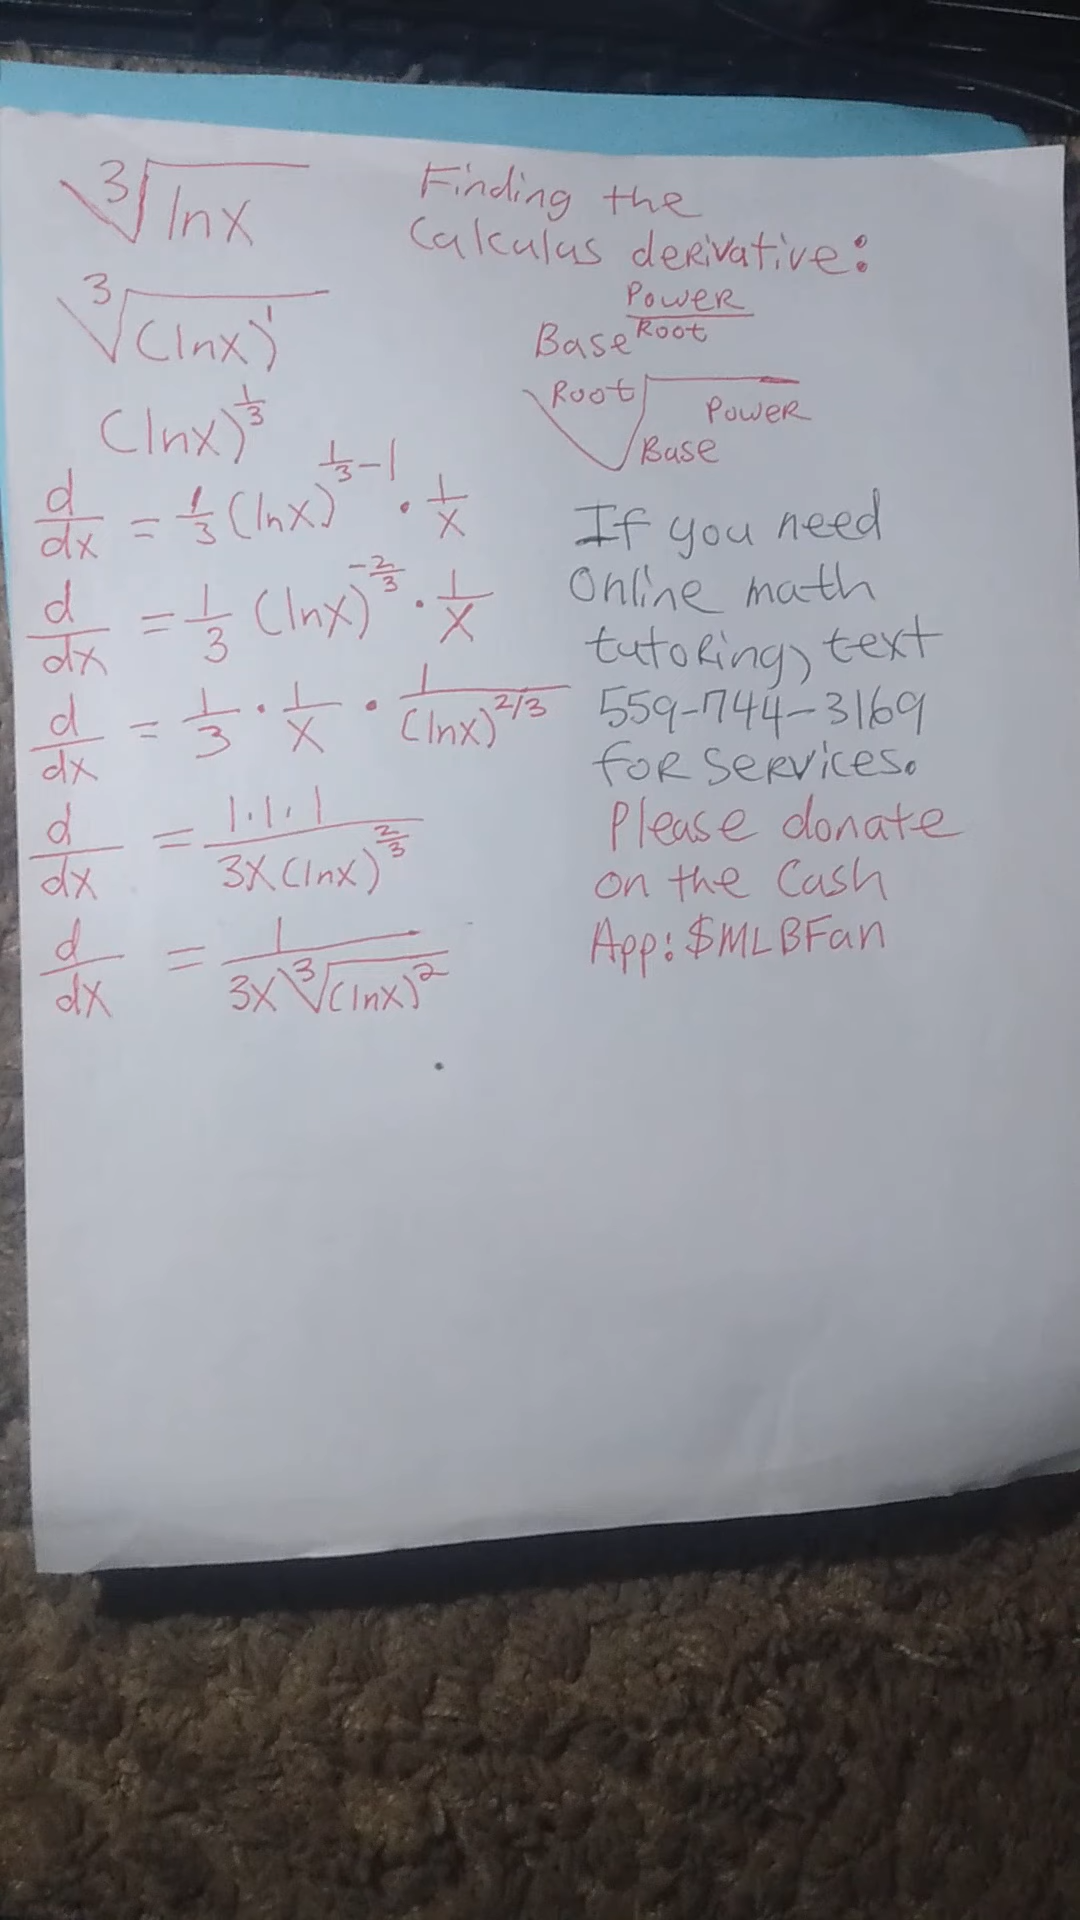 ∛lnx
∛(lnx)¹
(lnx)^1/3
d/dx = 1/3 (lnx)^1/3-1 · 1/x
d/dx = 1/3 (lnx)^-2/3 · 1/x
d/dx = 1/3 · 1/x · 1/(lnx)^2/3
d/dx = 1·1·1/3x(lnx)^2/3
d/dx = 1/3x∛(lnx)²
Finding the
Calculus derivative:
Power
Base Root
Root Power
Base
If you need
Online math
tutoring, text
559-744-3169
for services.
Please donate
on the Cash
App: $MLBFan